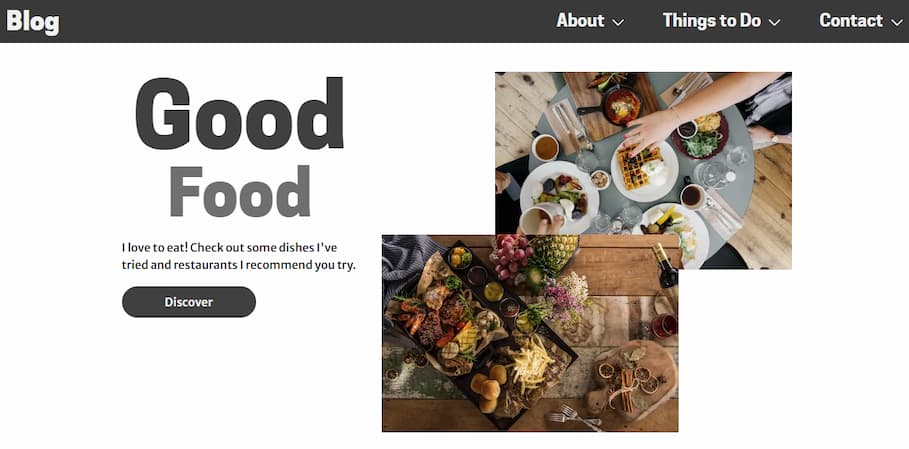 Blog
About
Things to Do
Contact
Good
Food
I love to eat! Check out some dishes I've
tried and restaurants I recommend you try.
Discover